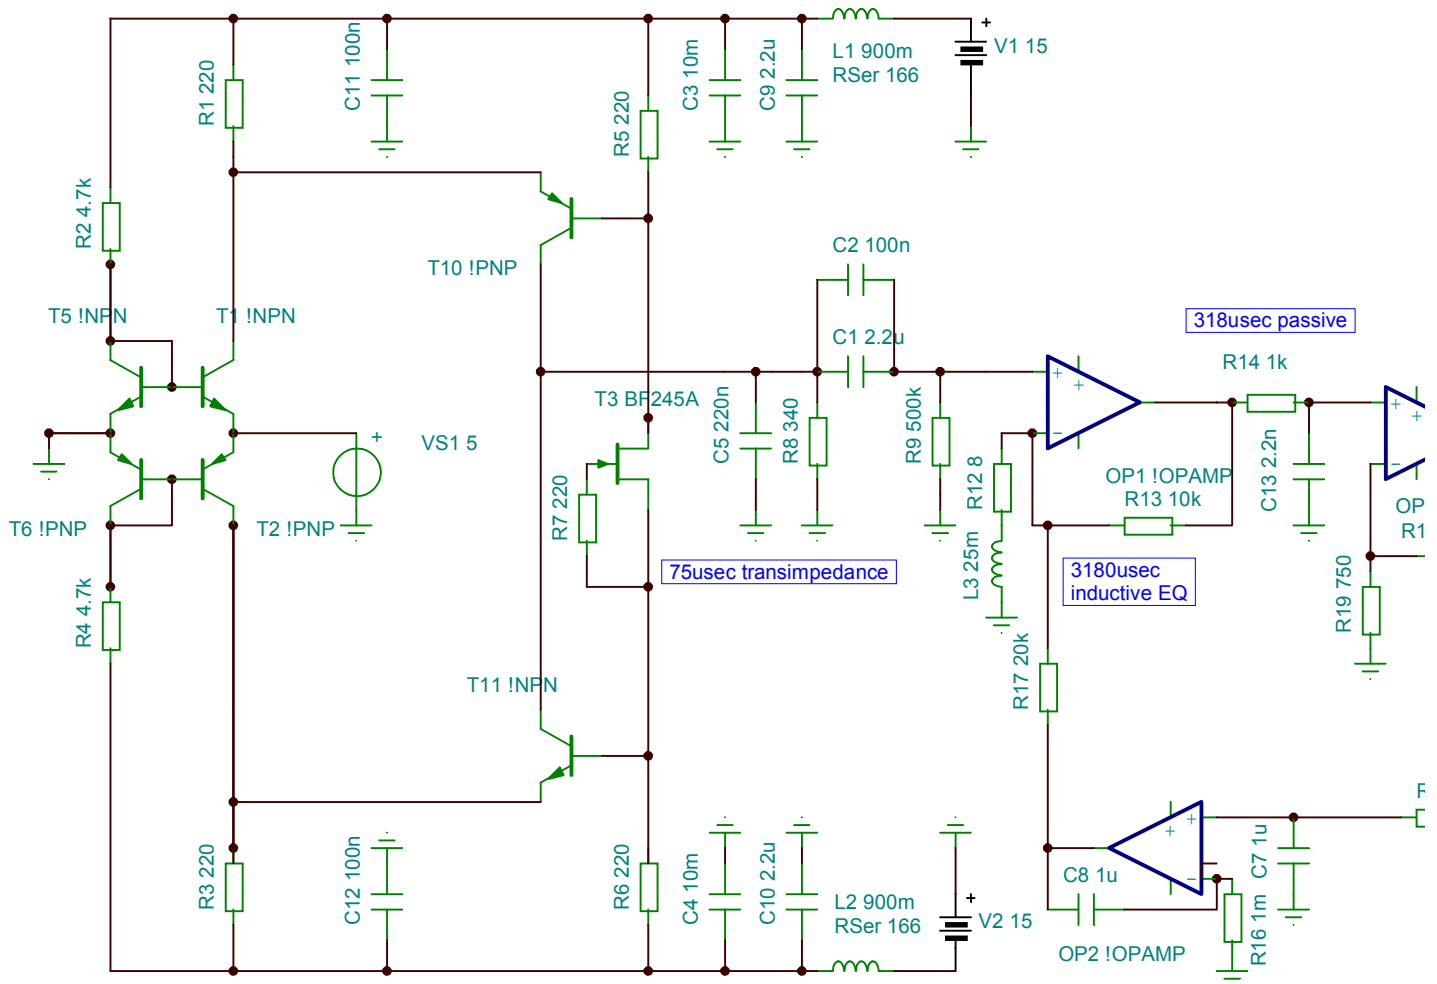 R1 220
C11 100n
R5 220
C3 10m
C9 2.2u
L1 900m
RSer 166
+
V1 15
R2 4.7k
T10 !PNP
C2 100n
T5 !NPN
T1 !NPN
C1 2.2u
318usec passive
R14 1k
T3 BF245A
VS1 5
+
C5 220n
R8 340
R9 500k
+
+
−
R12 8
OP1 !OPAMP
R13 10k
C13 2.2n
+
+
−
OP
R1
T6 !PNP
T2 !PNP
R7 220
75usec transimpedance
L3 25m
3180usec
inductive EQ
R19 750
R4 4.7k
T11 !NPN
R17 20k
R3 220
C12 100n
R6 220
C4 10m
C10 2.2u
L2 900m
RSer 166
+
V2 15
+
+
−
C8 1u
C7 1u
R16 1m
OP2 !OPAMP